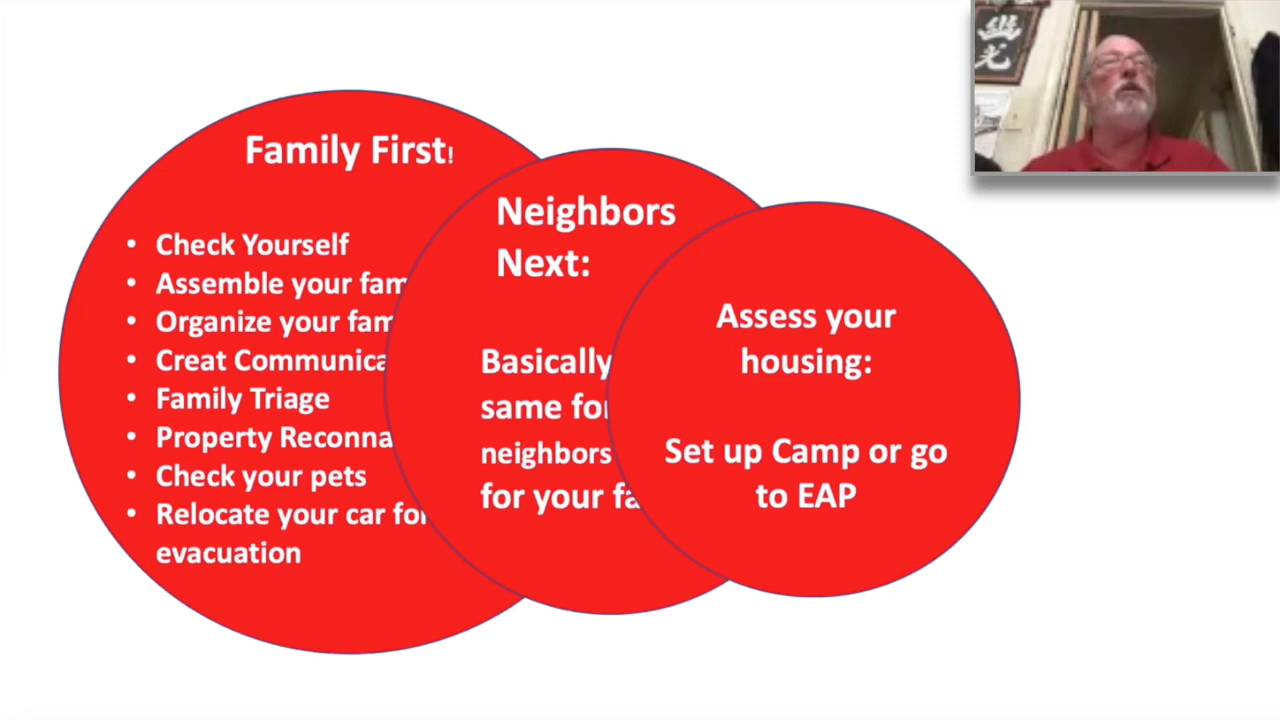 Family First!
• Check Yourself
• Assemble your fam
• Organize your fam
• Creat Communica
• Family Triage
• Property Reconna
• Check your pets
• Relocate your car for
evacuation
Neighbors
Next:
Basically
same for
neighbors
for your fa
Assess your
housing:
Set up Camp or go
to EAP
光